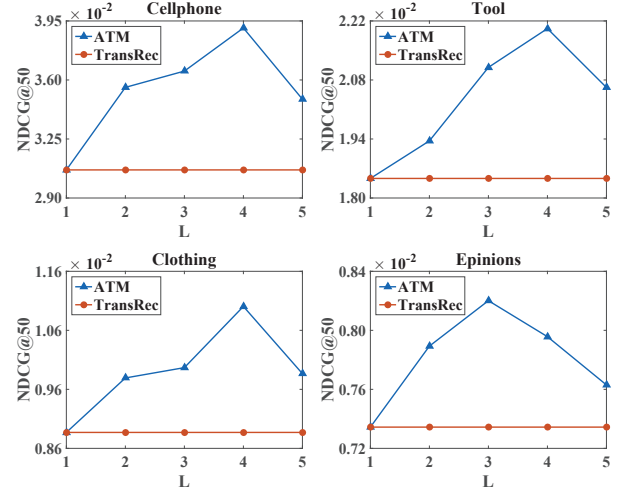 Cellphone
× 10⁻²
3.95
3.60
3.25
2.90
NDCG@50
ATM
TransRec
1 2 3 4 5
L
Tool
× 10⁻²
2.22
2.08
1.94
1.80
NDCG@50
ATM
TransRec
1 2 3 4 5
L
Clothing
× 10⁻²
1.16
1.06
0.96
0.86
NDCG@50
ATM
TransRec
1 2 3 4 5
L
Epinions
× 10⁻²
0.84
0.80
0.76
0.72
NDCG@50
ATM
TransRec
1 2 3 4 5
L